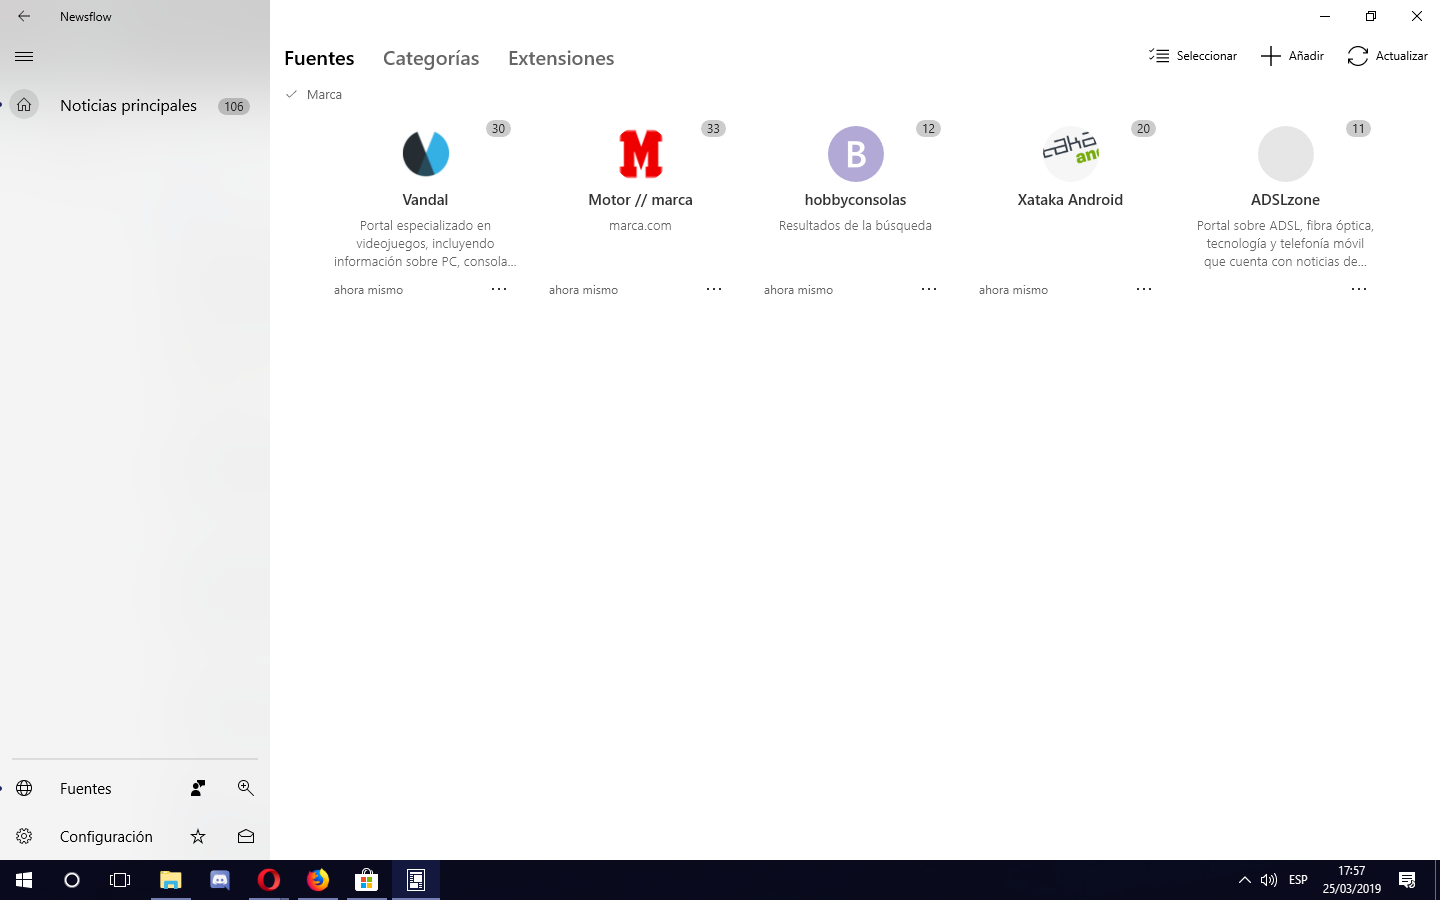 Newsflow
Noticias principales 106
Fuentes
Configuración
Fuentes Categorías Extensiones
Seleccionar Añadir Actualizar
Marca
30
Vandal
Portal especializado en
videojuegos, incluyendo
información sobre PC, consola...
ahora mismo
33
M
Motor // marca
marca.com
ahora mismo
12
B
hobbyconsolas
Resultados de la búsqueda
ahora mismo
20
Xataka Android
ahora mismo
11
ADSLzone
Portal sobre ADSL, fibra óptica,
tecnología y telefonía móvil
que cuenta con noticias de...
ESP
17:57
25/03/2019